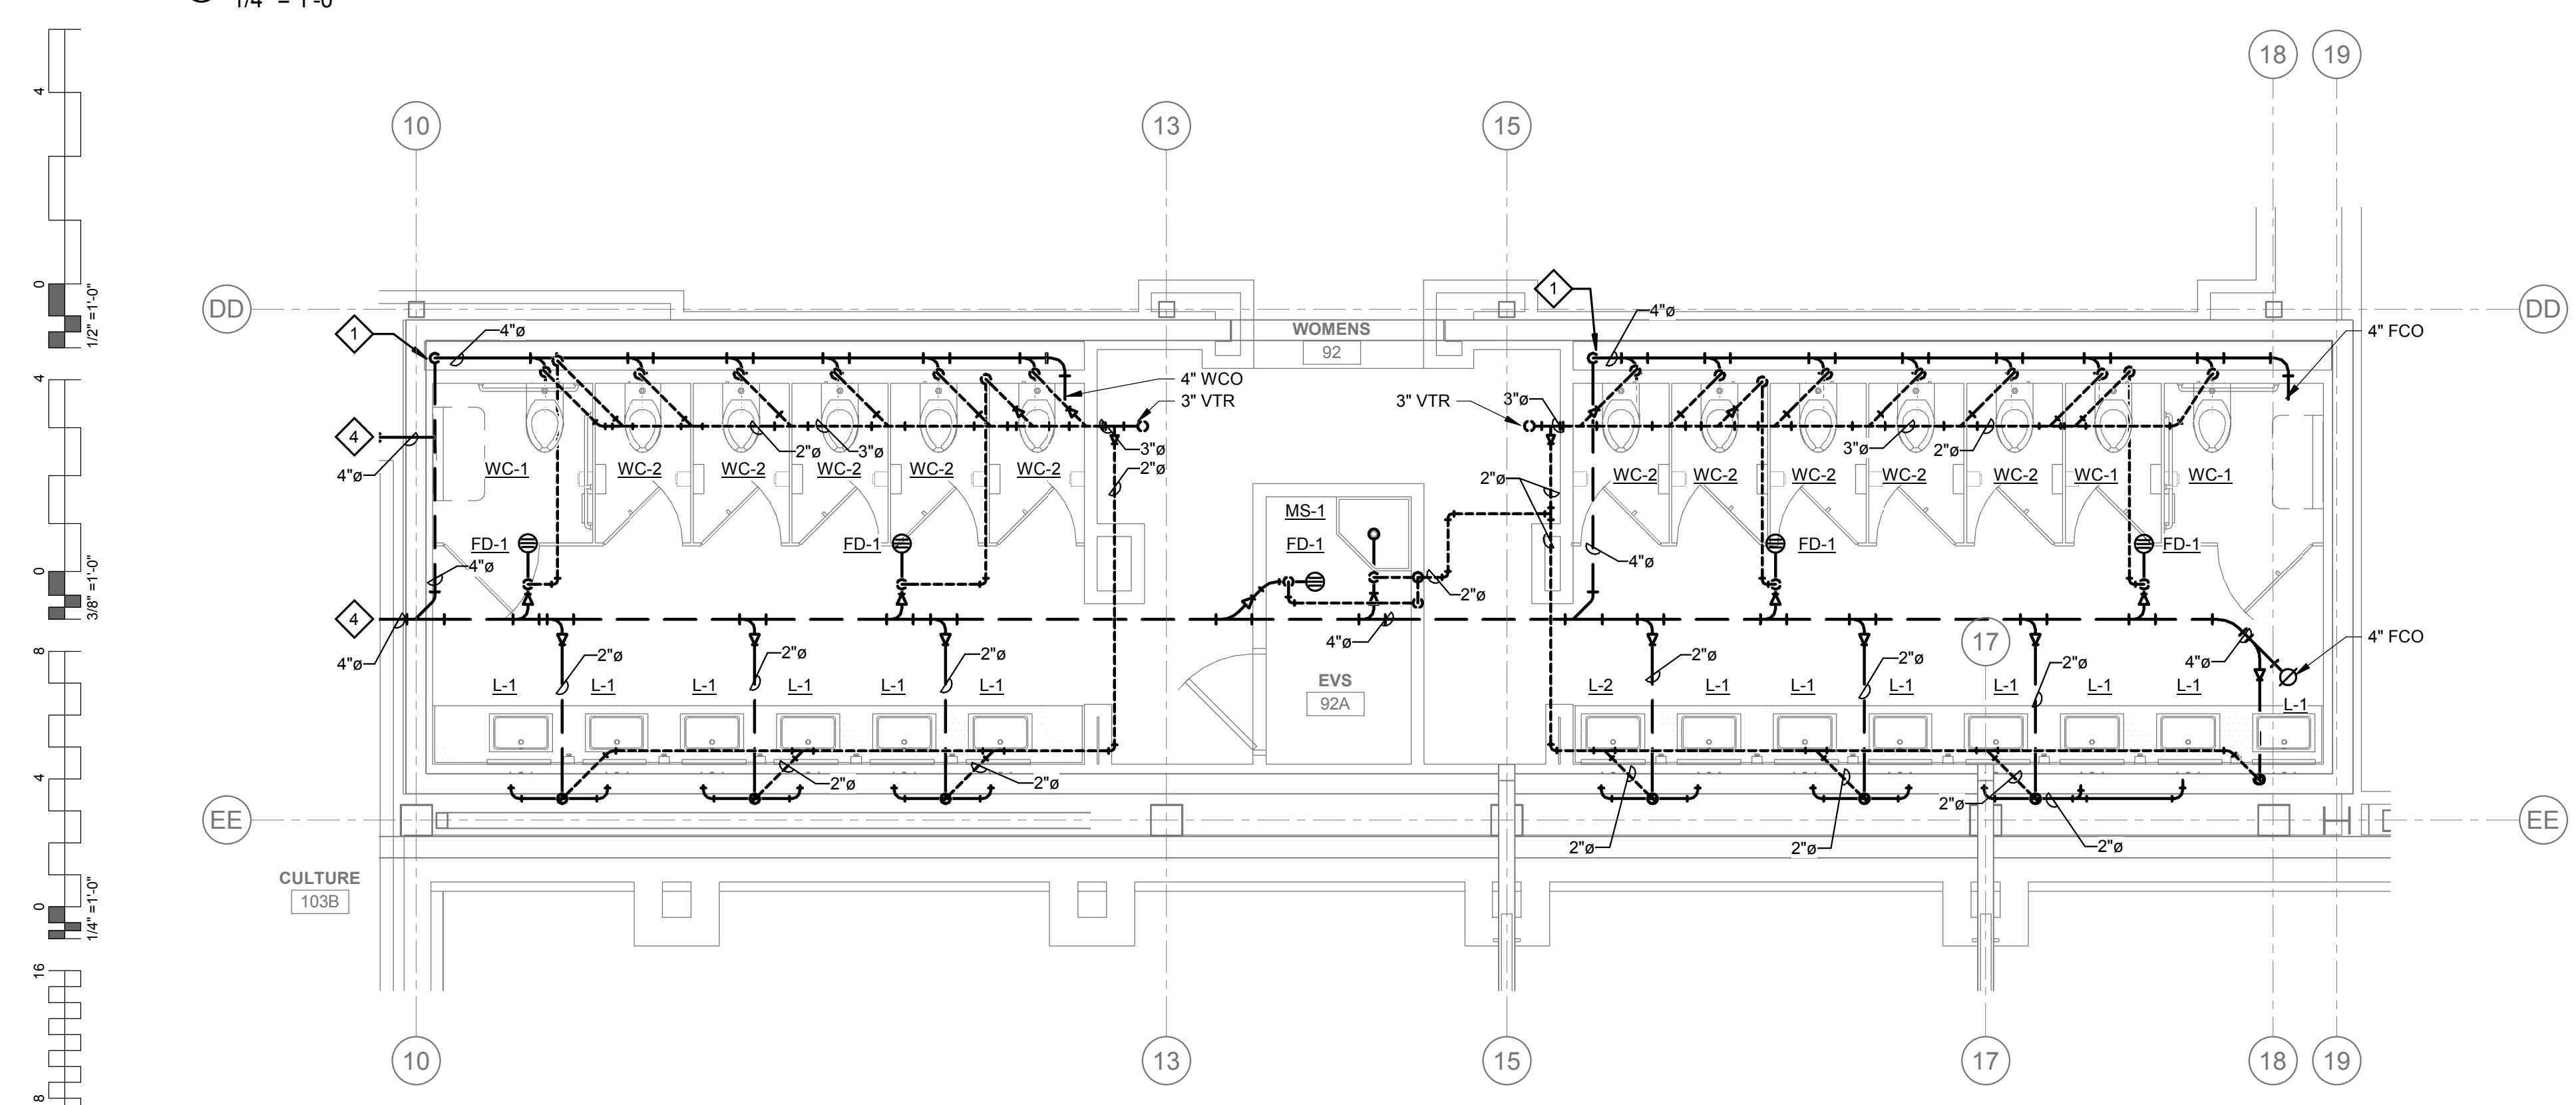 1/4" = 1'-0"
18 19
10 13 15
4
0
1/2" =1'-0"
DD 1 DD
1 4"ø WOMENS 4"ø 4" FCO
92
4" WCO
3" VTR 3" VTR 3"ø
4
4 3"ø
2"ø 3"ø 3"ø 2"ø
4"ø WC-1 WC-2 WC-2 WC-2 WC-2 WC-2 2"ø 2"ø WC-2 WC-2 WC-2 WC-2 WC-2 WC-1 WC-1
MS-1
FD-1 FD-1 FD-1 FD-1 FD-1
4"ø 4"ø
0
3/8" =1'-0"
2"ø
4 4"ø 17 4" FCO
4"ø 2"ø 2"ø 2"ø 2"ø 2"ø 2"ø 4"ø
8
L-1 L-1 L-1 L-1 L-1 L-1 EVS L-2 L-1 L-1 L-1 L-1 L-1 L-1
92A L-1
4
2"ø 2"ø 2"ø
EE EE
2"ø 2"ø 2"ø
CULTURE
103B
0
1/4" =1'-0"
16
10 13 15 17 18 19
8